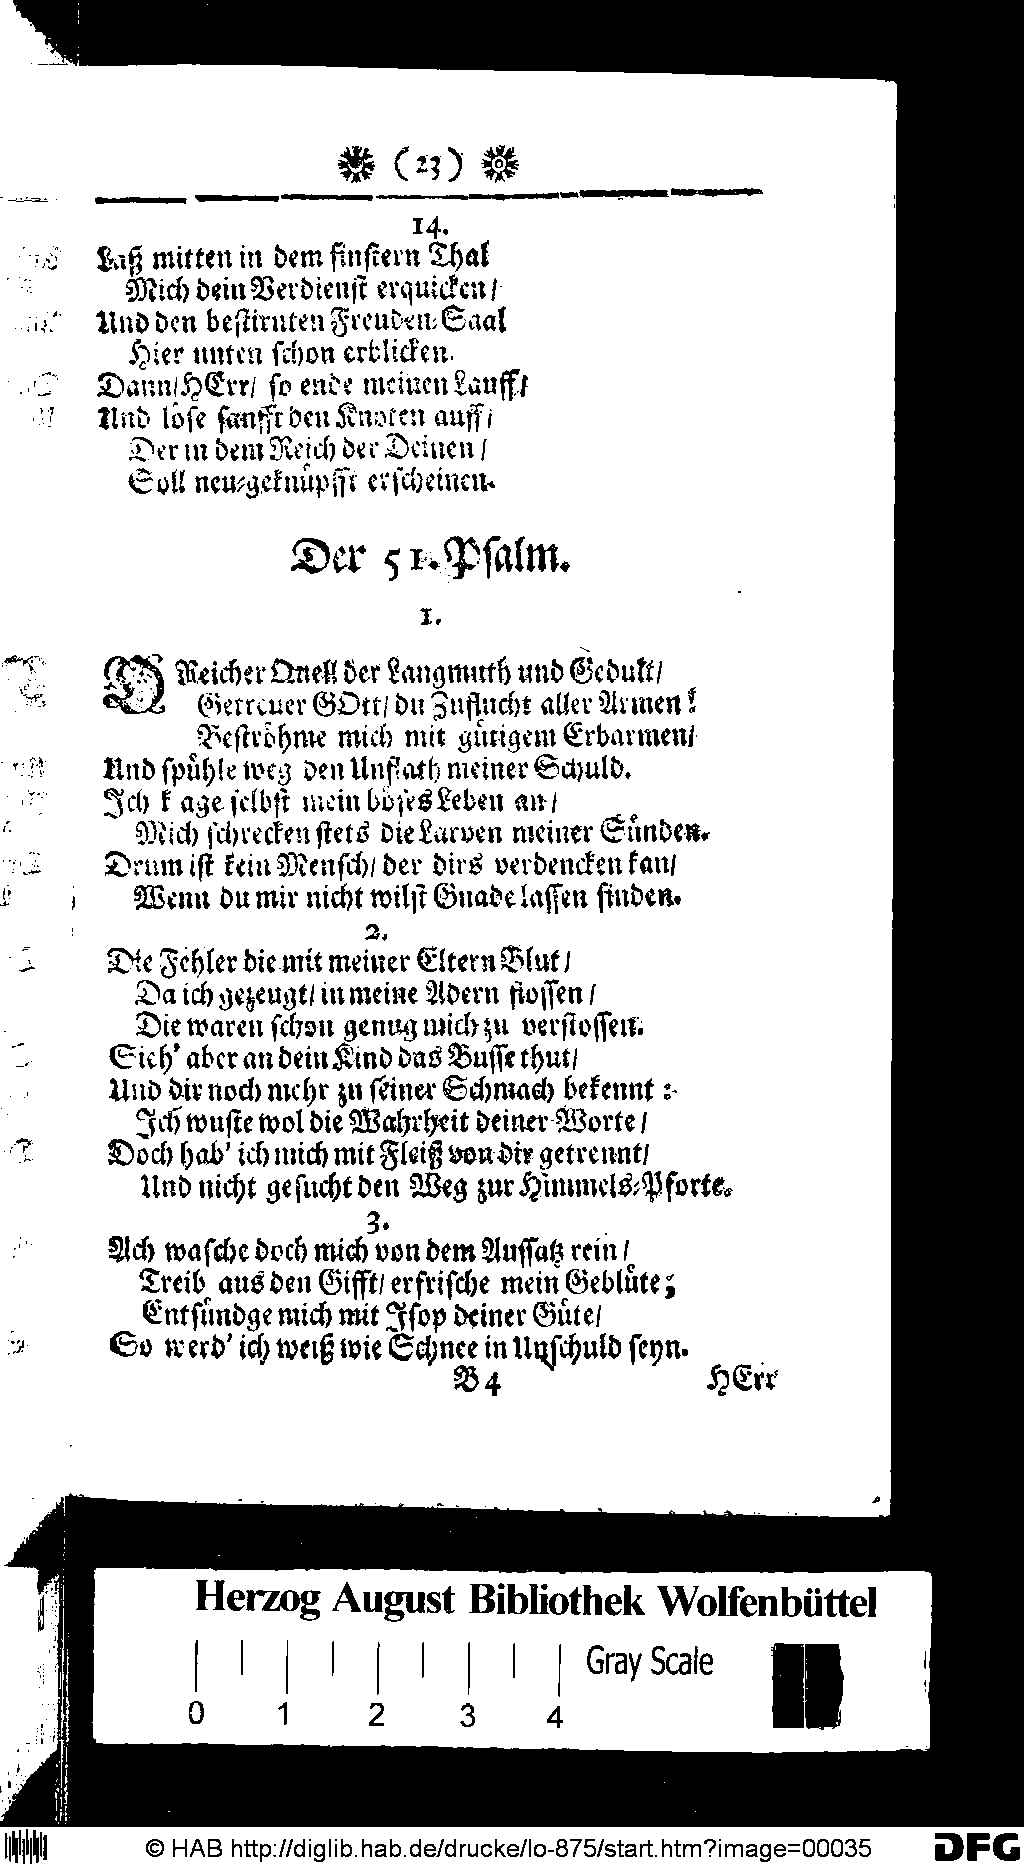 (23)
14.
Laß mitten in dem finstern Thal
Mich dein Verdienst erquicken/
Und den bestirnten Freuden-Saal
Hier unten schon erblicken.
Dann/HErr/ so ende meinen Lauff/
Und löse sanfft den Knoten auff/
Der in dem Reich der Deinen/
Soll neu-geknüpfft erscheinen.
Der 51. Psalm.
1.
O Reicher Quell der Langmuth und Gedult/
Getreuer GOtt/ du Zuflucht aller Armen!
Beströhme mich mit gütigem Erbarmen/
Und spühle weg den Unflath meiner Schuld.
Ich k age selbst mein böses Leben an/
Mich schrecken stets die Larven meiner Sünden.
Drum ist kein Mensch/ der dirs verdencken kan/
Wenn du mir nicht wilst Gnade lassen finden.
2.
Die Fehler die mit meiner Eltern Blut/
Da ich gezeugt/ in meine Adern flossen/
Die waren schon genug mich zu verstossen.
Sieh' aber an dein Kind das Busse thut/
Und dir noch mehr zu seiner Schmach bekennt:
Ich wuste wol die Wahrheit deiner Worte/
Doch hab' ich mich mit Fleiß von dir getrennt/
Und nicht gesucht den Weg zur Himmels-Pforte.
3.
Ach wasche doch mich von dem Aussatz rein/
Treib aus den Gifft/ erfrische mein Geblüte;
Entsündge mich mit Isop deiner Güte/
So werd' ich weiß wie Schnee in Unschuld seyn.
B 4 HErr
Herzog August Bibliothek Wolfenbüttel
Gray Scale
0 1 2 3 4
© HAB http://diglib.hab.de/drucke/lo-875/start.htm?image=00035 DFG